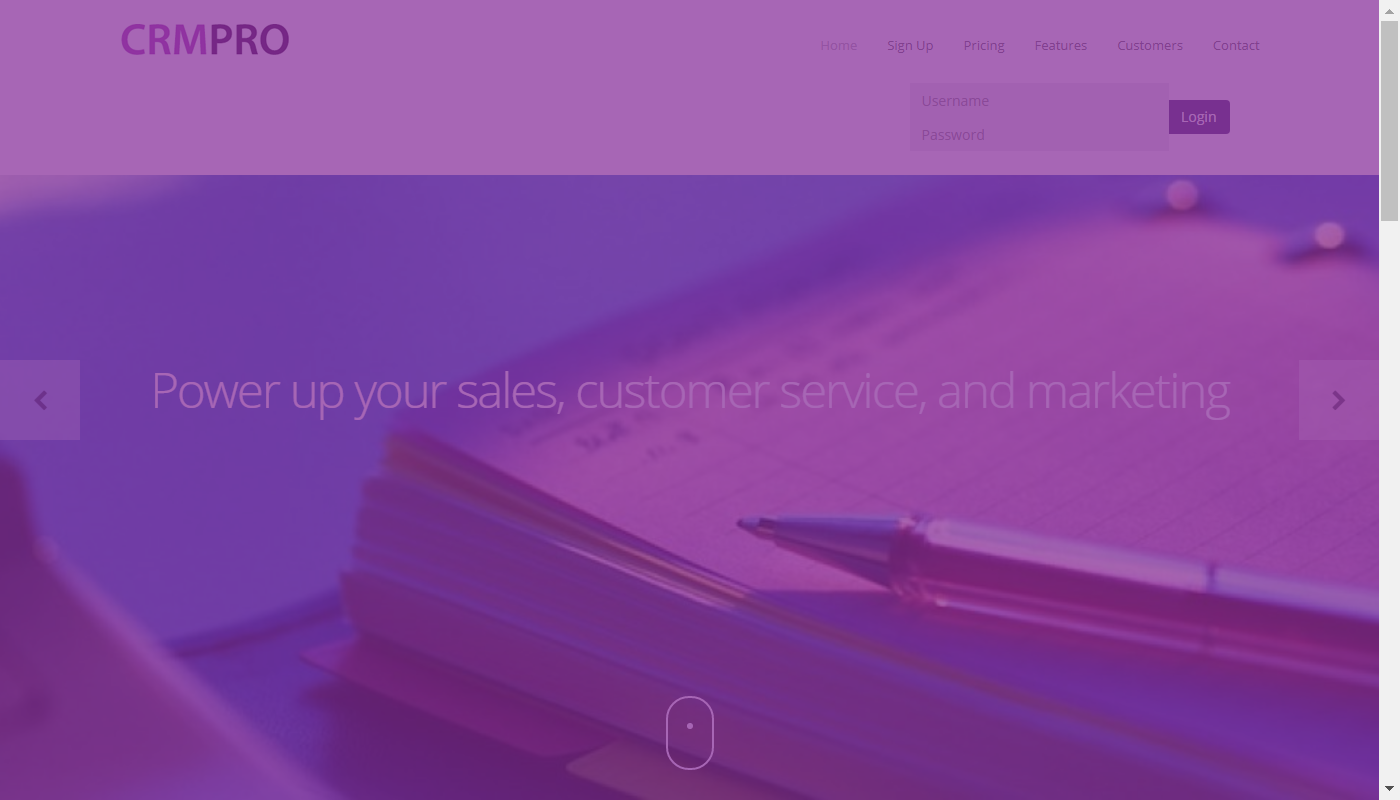 CRMPRO
Home Sign Up Pricing Features Customers Contact
Username
Login
Password
Power up your sales, customer service, and marketing